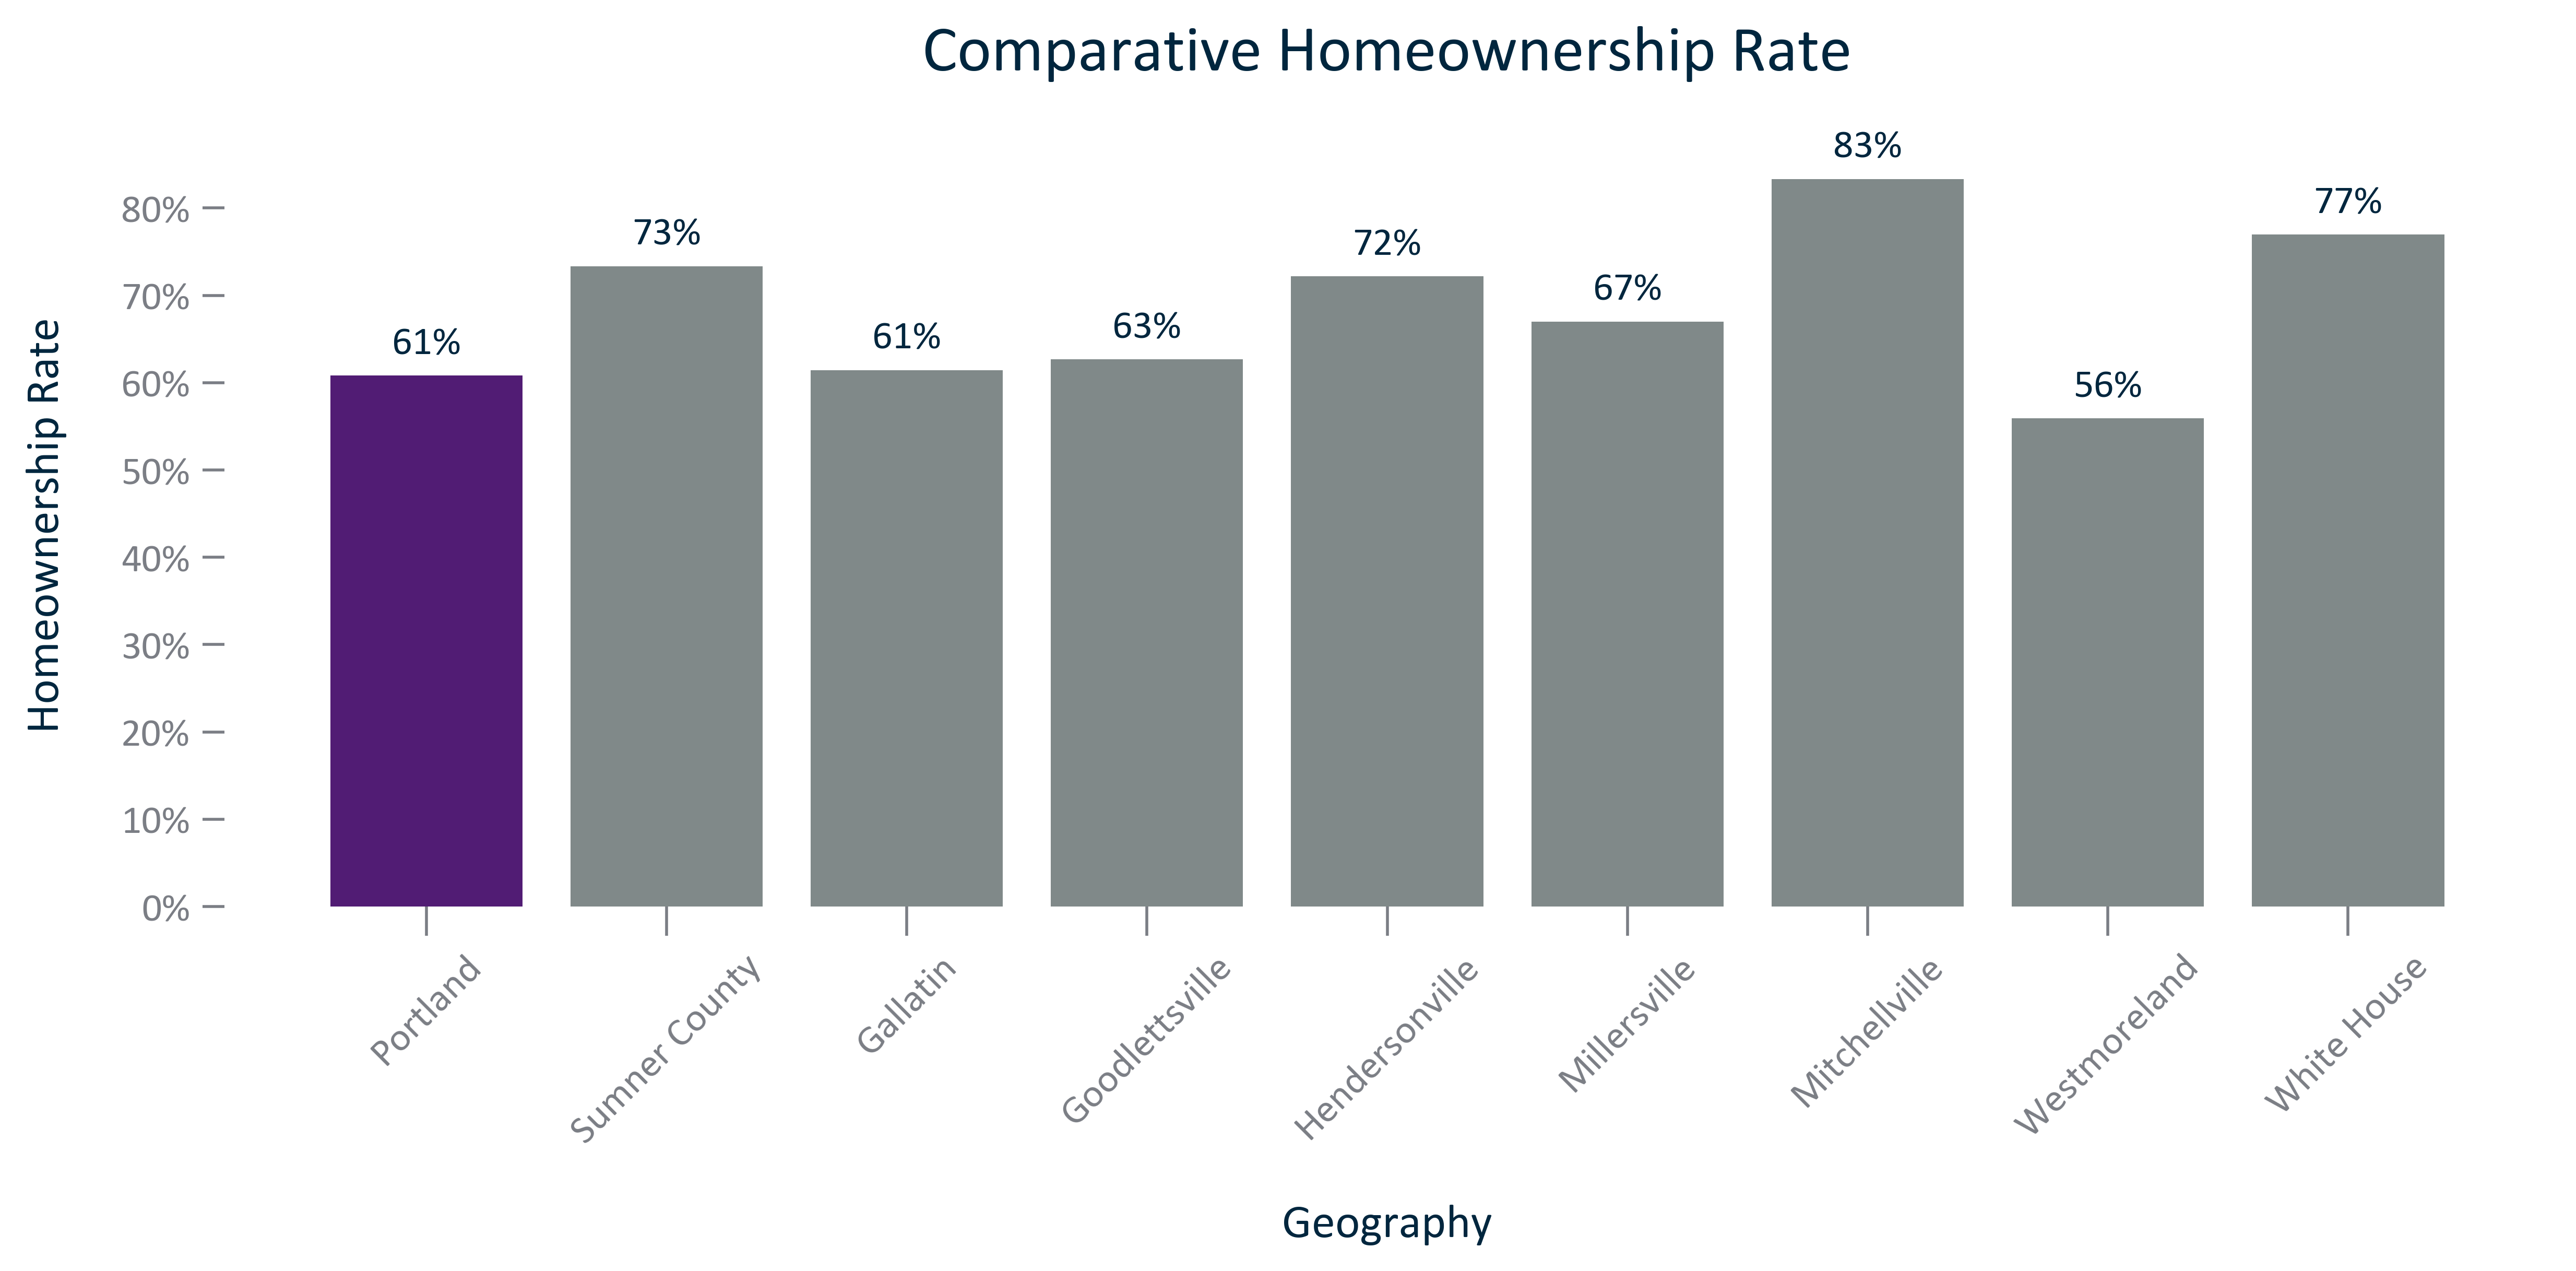 Comparative Homeownership Rate
Homeownership Rate
80%
70%
60%
50%
40%
30%
20%
10%
0%
61%
73%
61%
63%
72%
67%
83%
56%
77%
Portland
Sumner County
Gallatin
Goodlettsville
Hendersonville
Millersville
Mitchellville
Westmoreland
White House
Geography